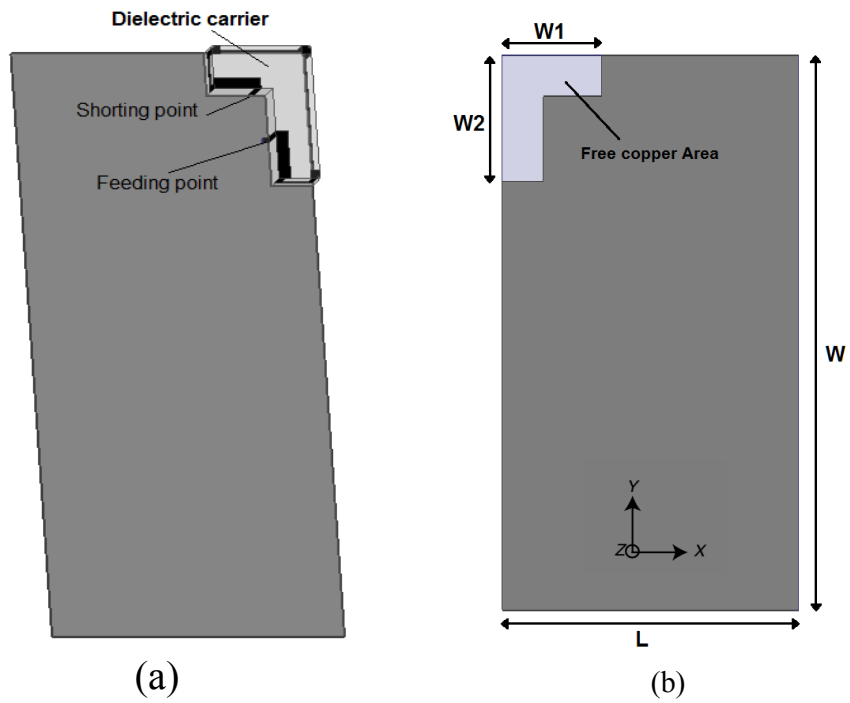 Dielectric carrier
Shorting point
Feeding point
(a)
W1
W2
Free copper Area
W
Y
Z
X
L
(b)